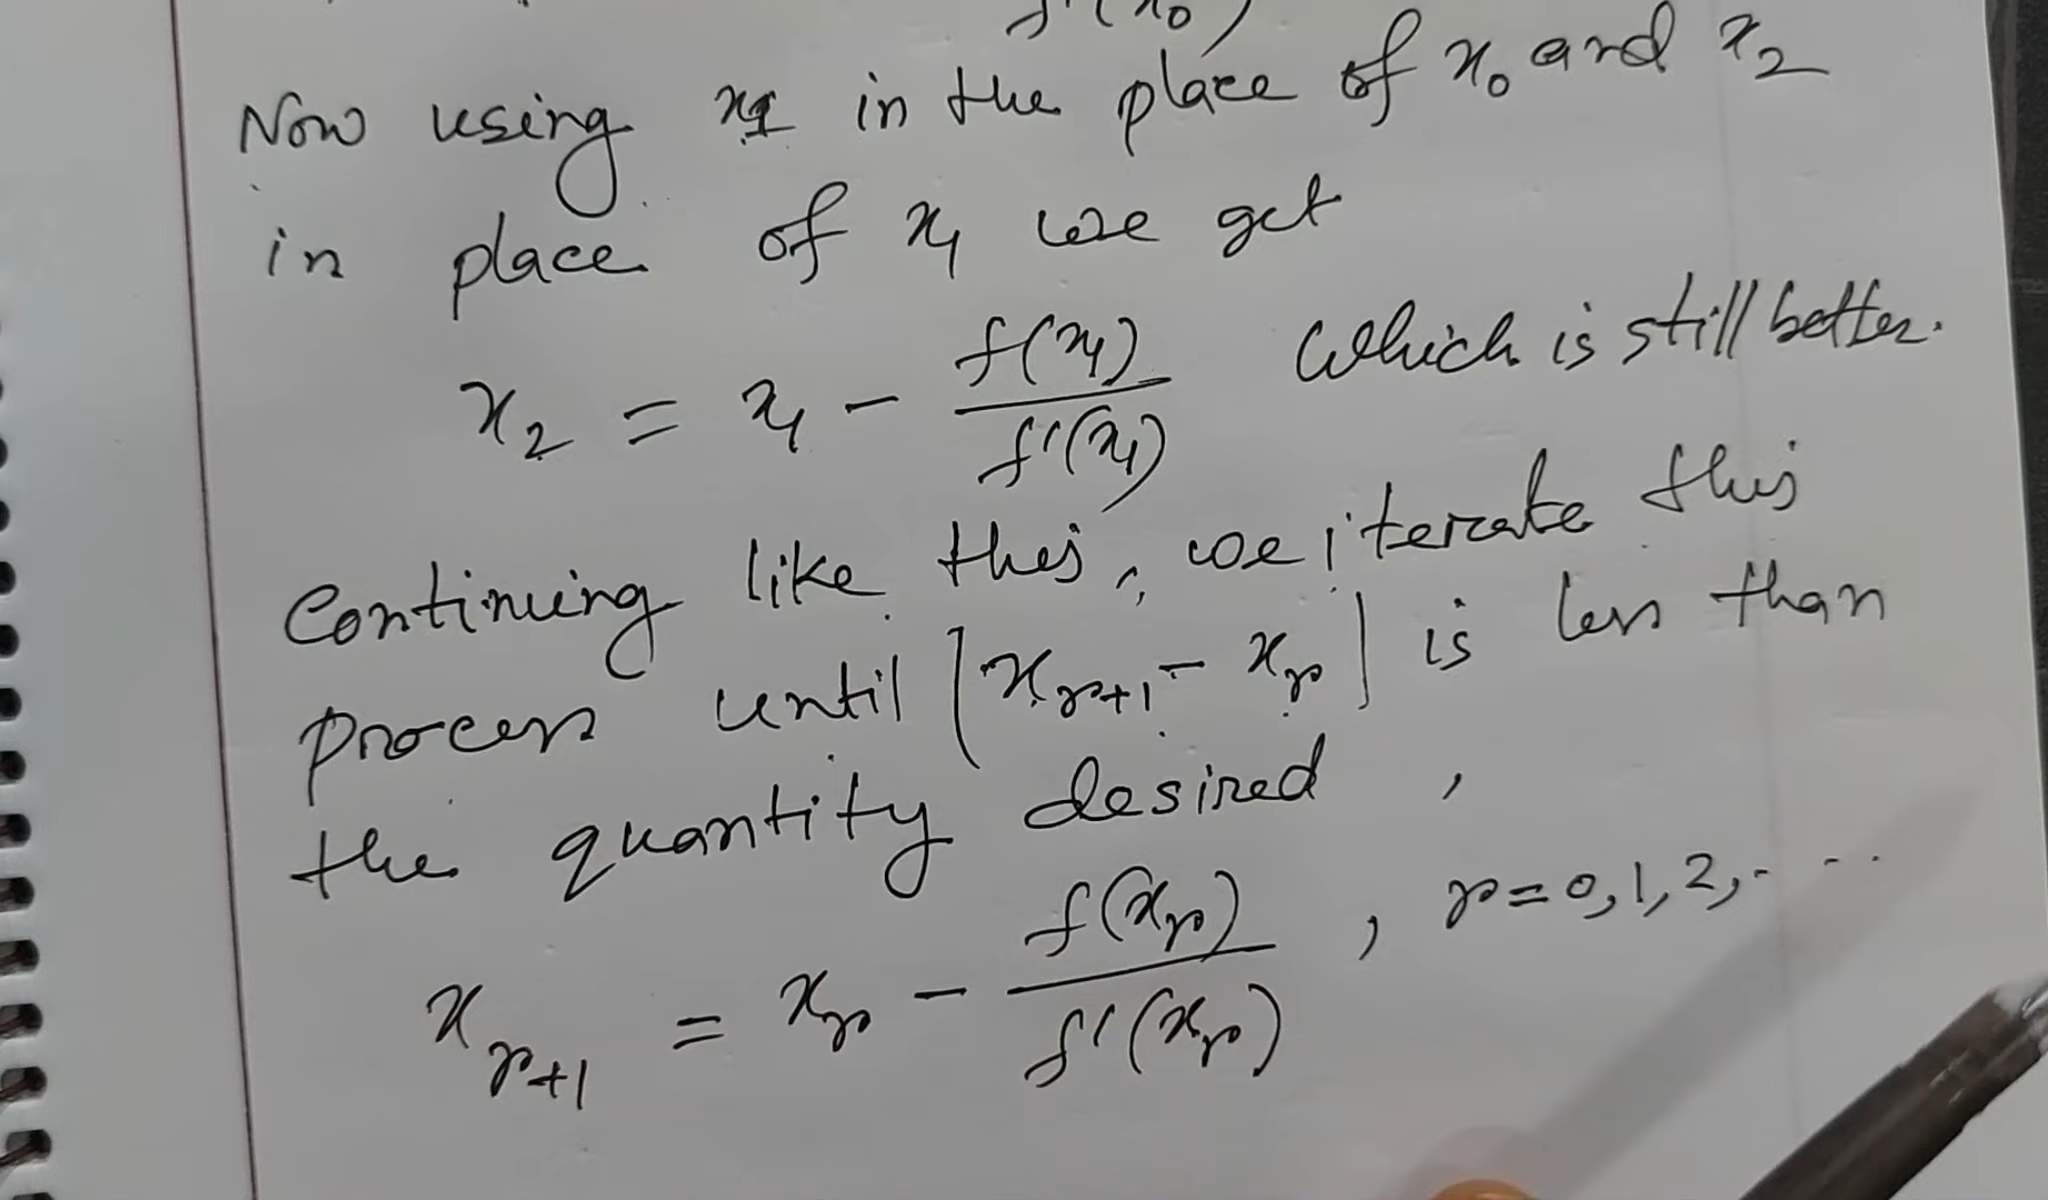 f'(x₀)
Now using x₁ in the place of x₀ and x₂
in place of x₁ we get
x₂ = x₁ - f(x₁)/f'(x₁) which is still better.
Continuing like this, we iterate this
process until |xᵣ₊₁ - xᵣ| is less than
the quantity desired ,
xᵣ₊₁ = xᵣ - f(xᵣ)/f'(xᵣ) , r=0,1,2,- - ..